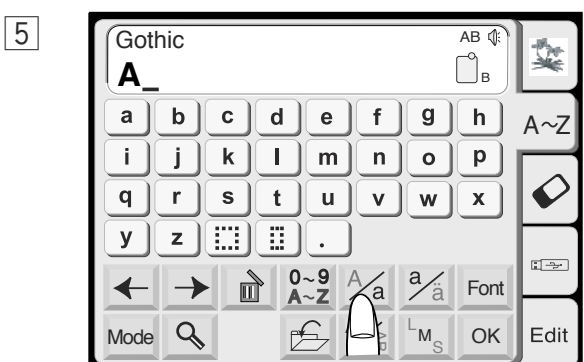 5
Gothic
AB
A_
B
a b c d e f g h
i j k l m n o p
q r s t u v w x
y z .
A~Z
0~9
A~Z
A/a
a/ä
Font
Mode
L M S
OK
Edit